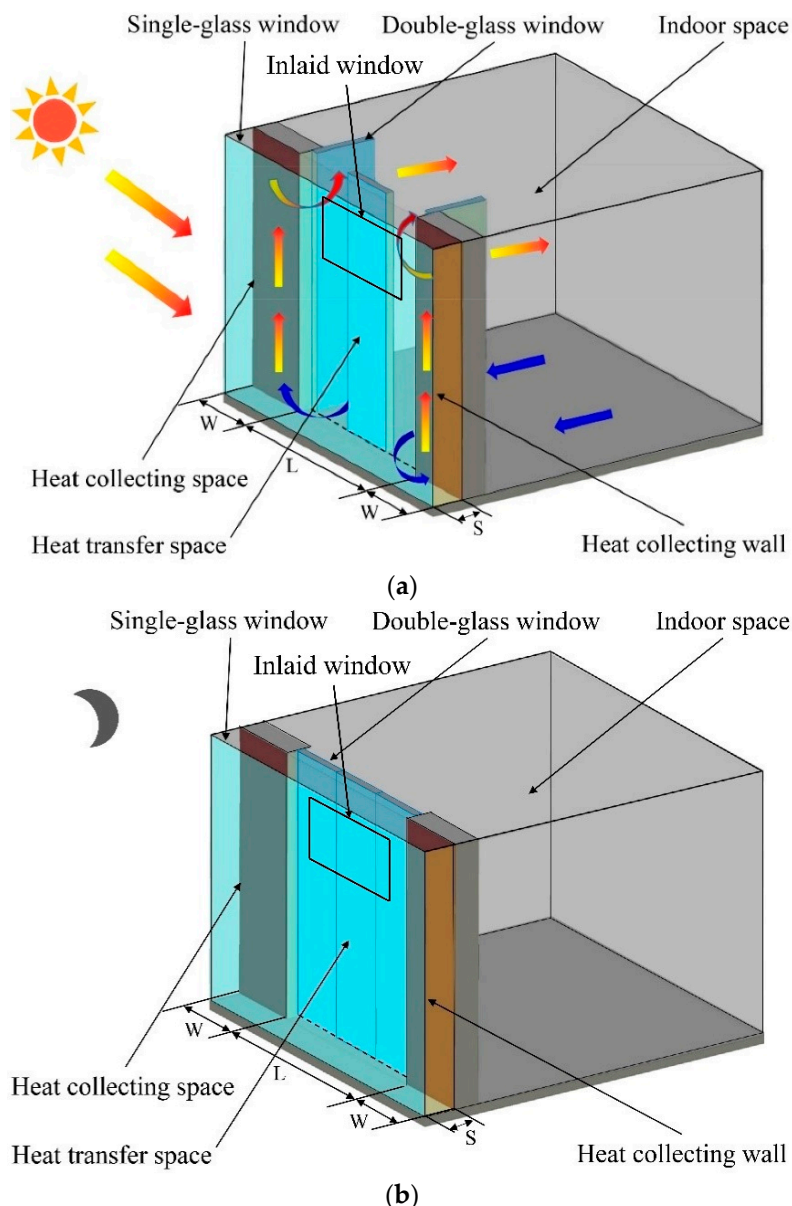 Single-glass window
Double-glass window
Indoor space
Inlaid window
W
L
W
S
Heat collecting space
Heat transfer space
Heat collecting wall
(a)
Single-glass window
Double-glass window
Indoor space
Inlaid window
W
L
W
S
Heat collecting space
Heat transfer space
Heat collecting wall
(b)